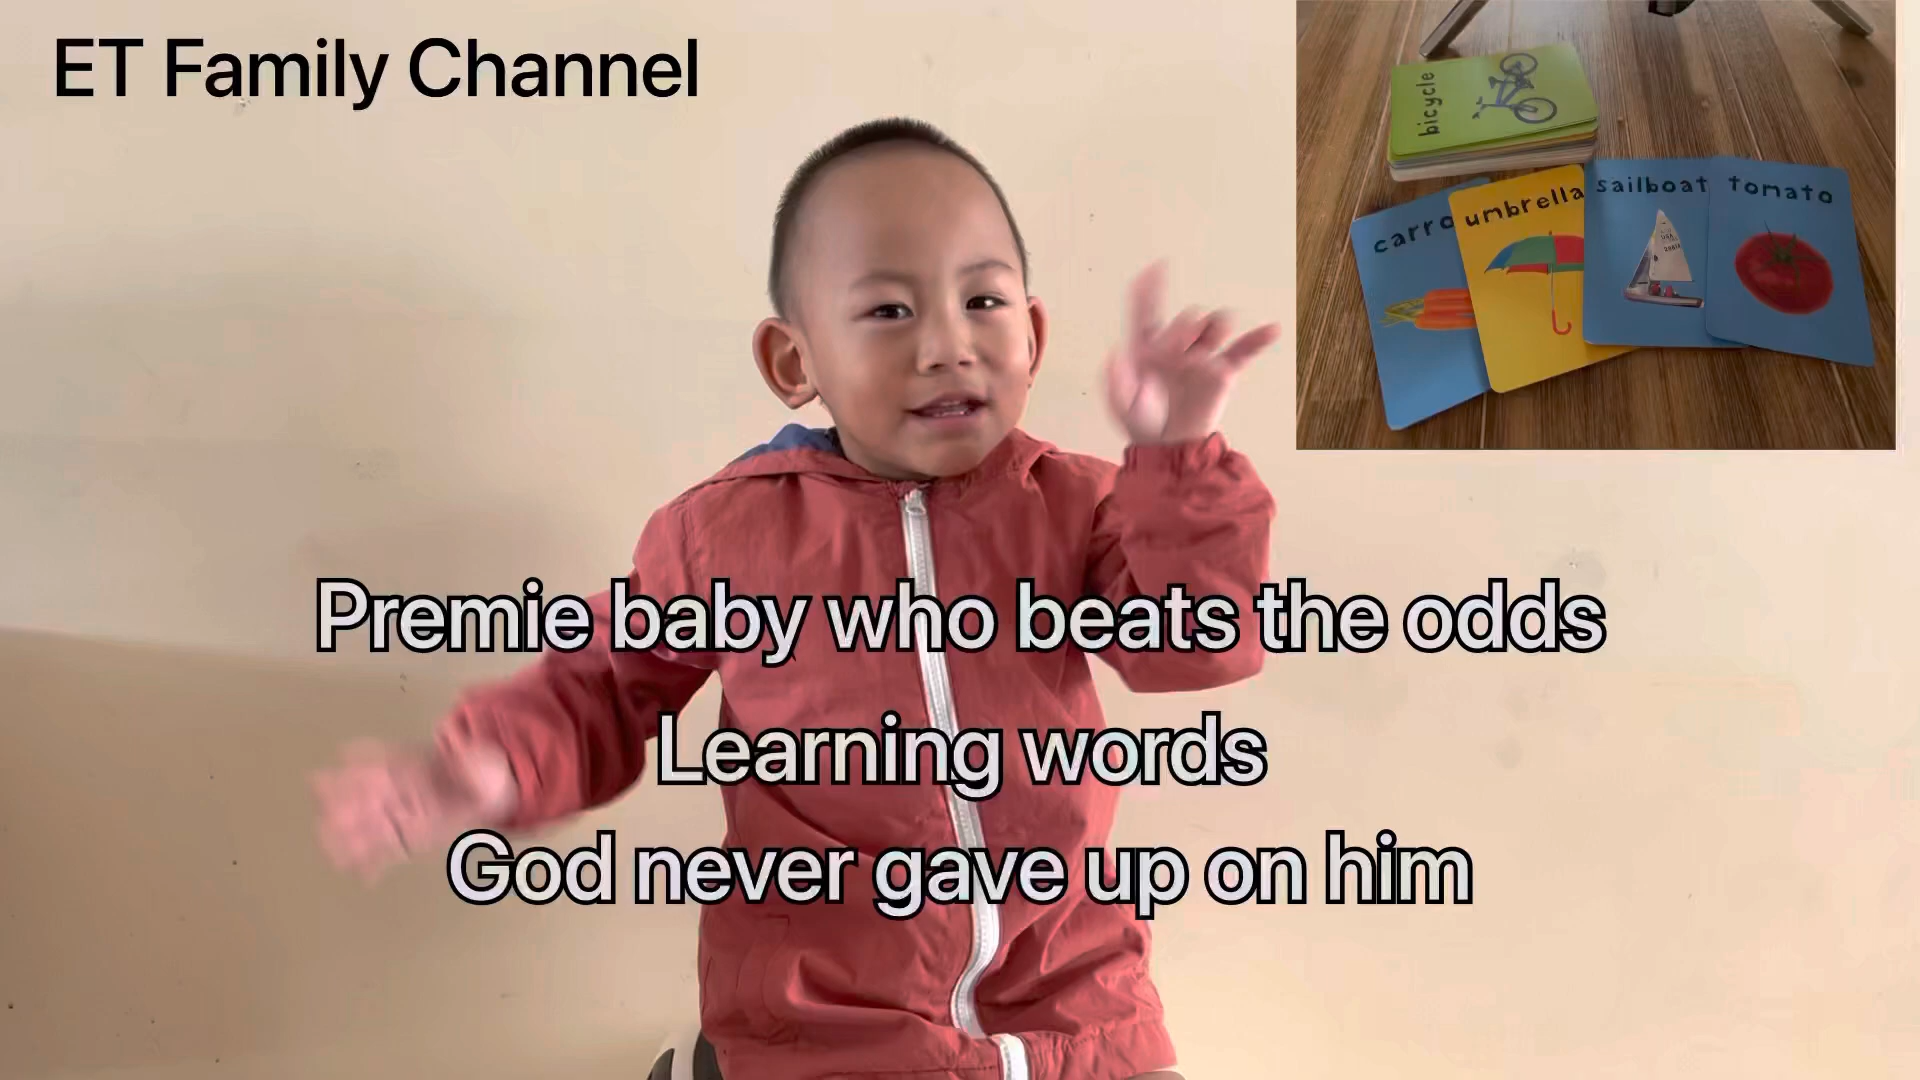 ET Family Channel
bicycle
carro
umbrella
sailboat
tomato
Premie baby who beats the odds
Learning words
God never gave up on him